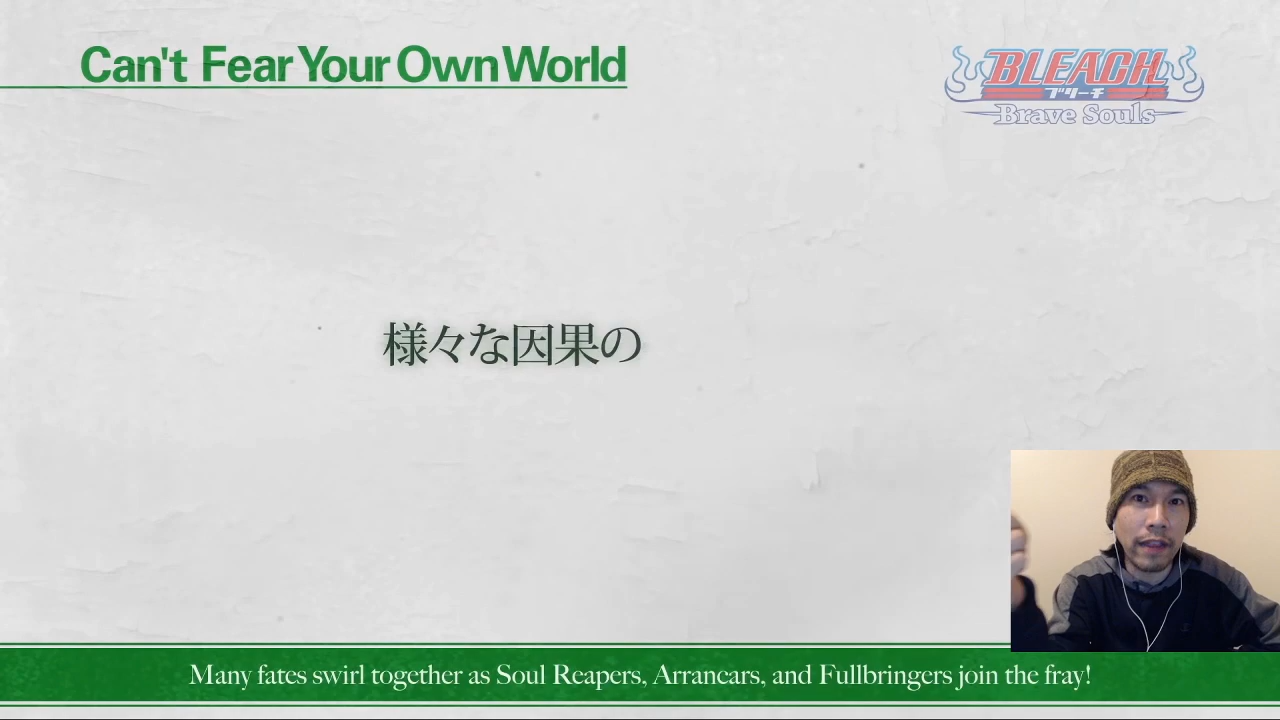 Can't Fear Your Own World
BLEACH
ブリーチ
Brave Souls
様々な因果の
Many fates swirl together as Soul Reapers, Arrancars, and Fullbringers join the fray!